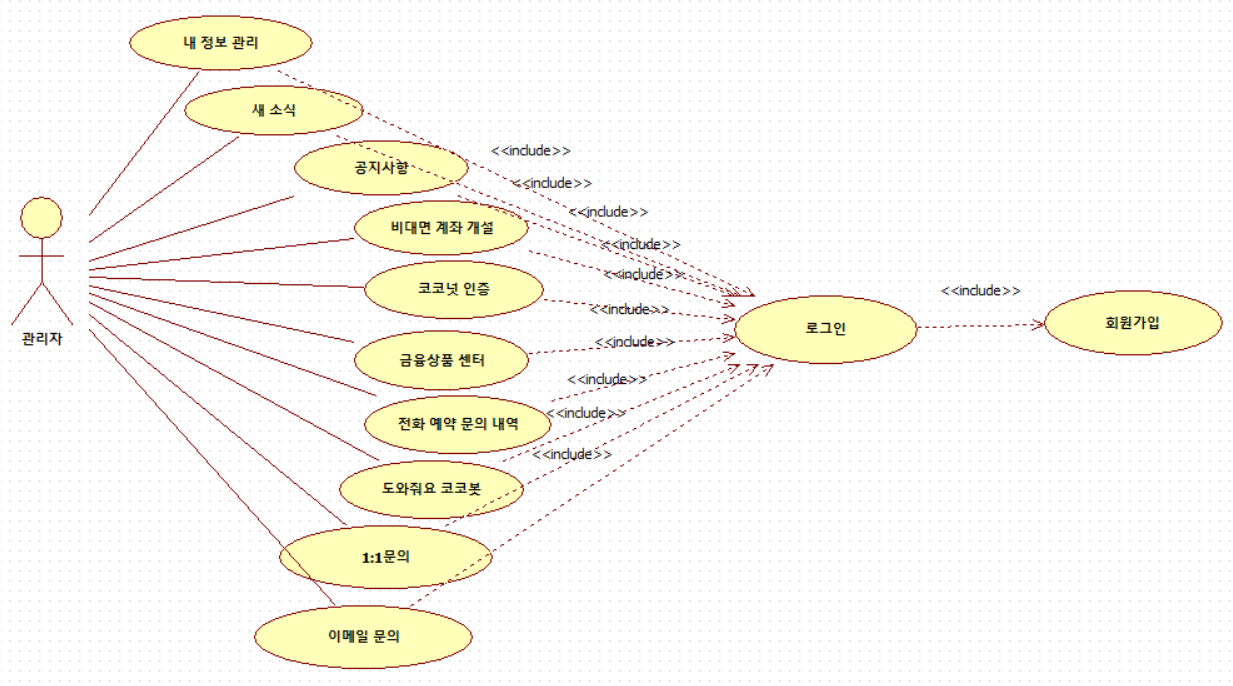 내 정보 관리
새 소식
공지사항
비대면 계좌 개설
코코넛 인증
금융상품 센터
전화 예약 문의 내역
도와줘요 코코봇
1:1문의
이메일 문의
관리자
<<include>>
<<include>>
<<include>>
<<include>>
<<include>>
<<include>>
<<include>>
<<include>>
<<include>>
<<include>>
로그인
<<include>>
회원가입